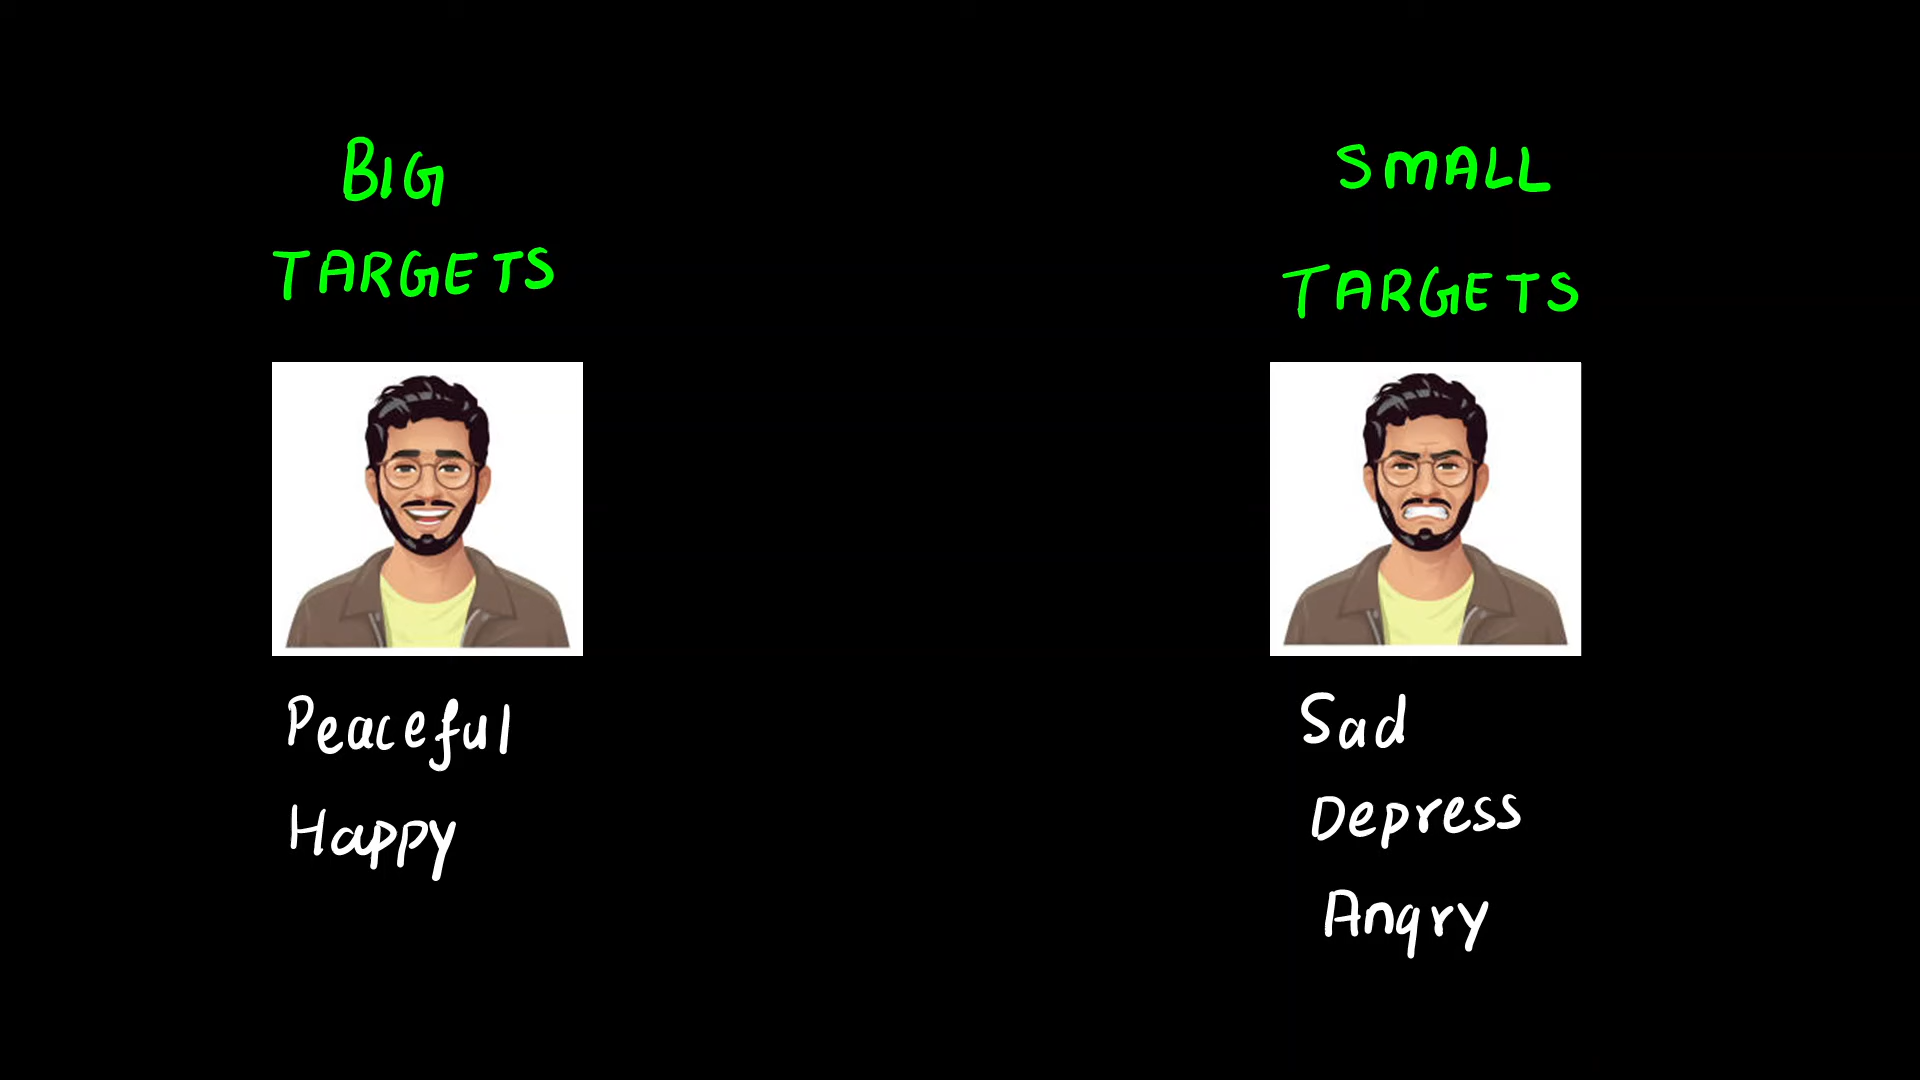 BIG
TARGETS
Peaceful
Happy
SMALL
TARGETS
Sad
Depress
Angry